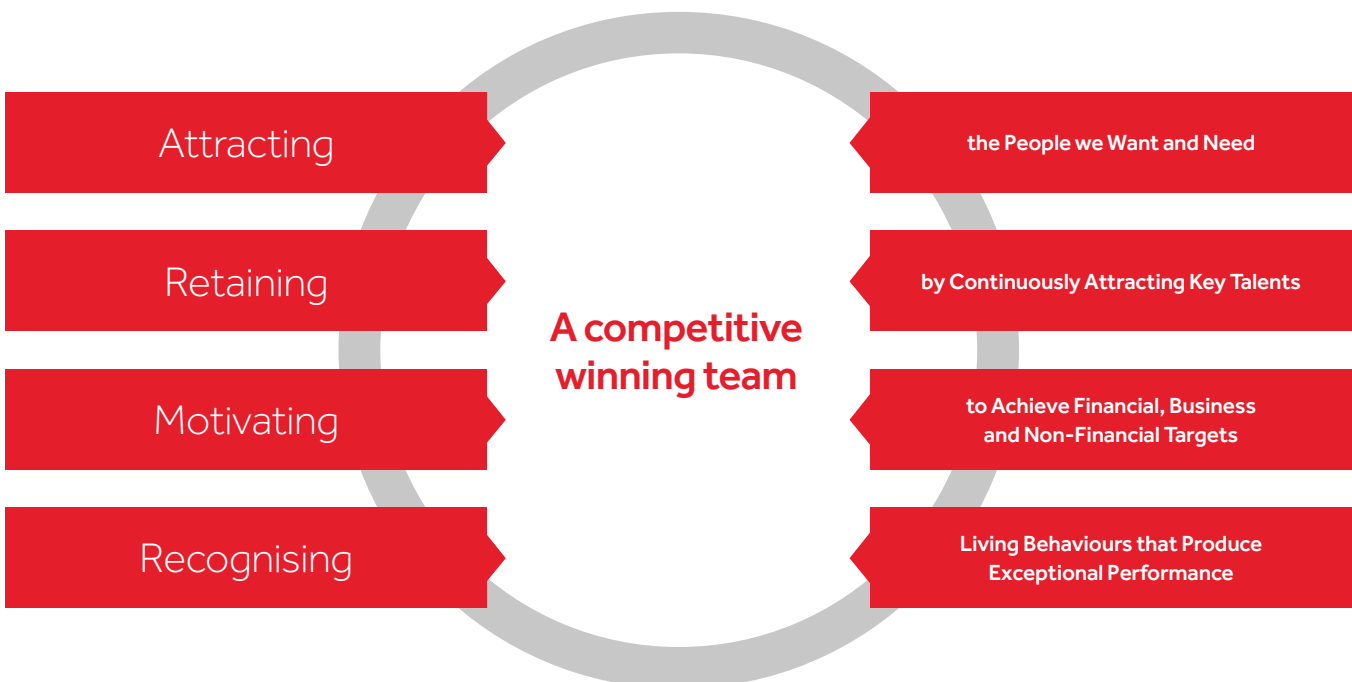 Attracting
the People we Want and Need
Retaining
by Continuously Attracting Key Talents
A competitive
winning team
Motivating
to Achieve Financial, Business
and Non-Financial Targets
Recognising
Living Behaviours that Produce
Exceptional Performance